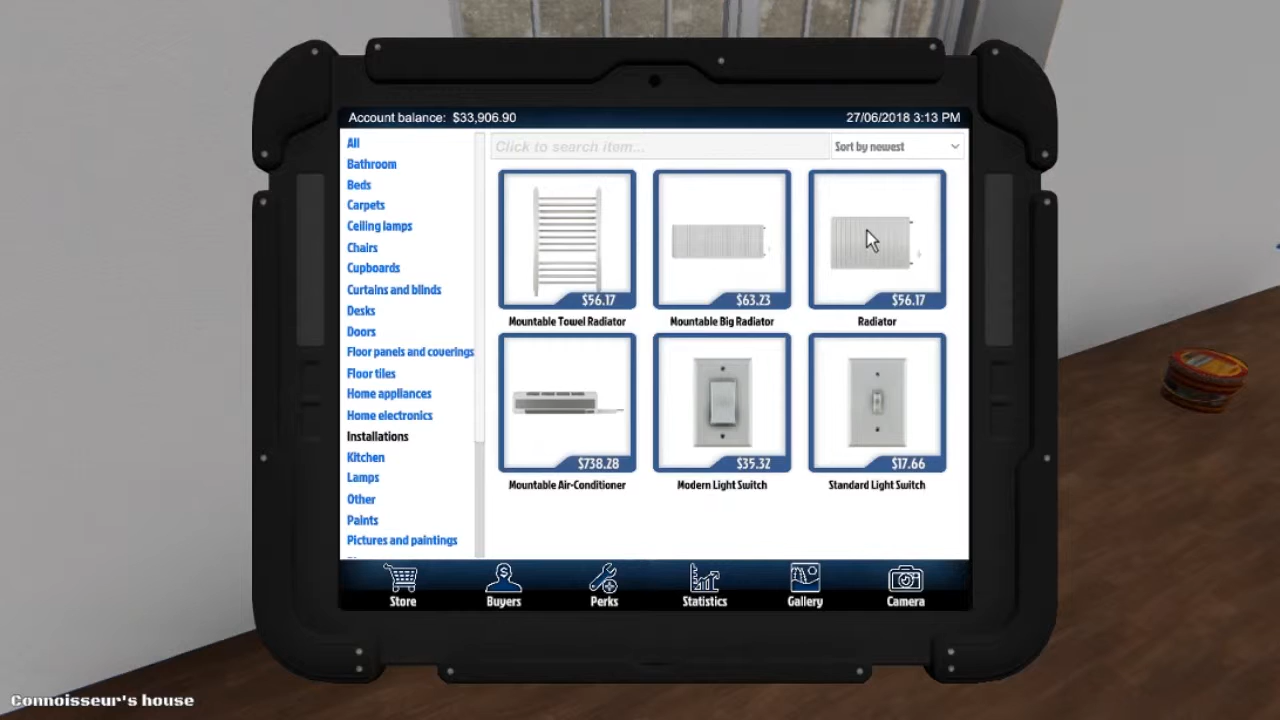 Account balance: $33,906.90
27/06/2018 3:13 PM
All
Bathroom
Beds
Carpets
Ceiling lamps
Chairs
Cupboards
Curtains and blinds
Desks
Doors
Floor panels and coverings
Floor tiles
Home appliances
Home electronics
Installations
Kitchen
Lamps
Other
Paints
Pictures and paintings
Click to search item...
Sort by newest
$56.17
$63.23
$56.17
Mountable Towel Radiator
Mountable Big Radiator
Radiator
$738.28
$35.32
$17.66
Mountable Air-Conditioner
Modern Light Switch
Standard Light Switch
Store
Buyers
Perks
Statistics
Gallery
Camera
Connoisseur's house